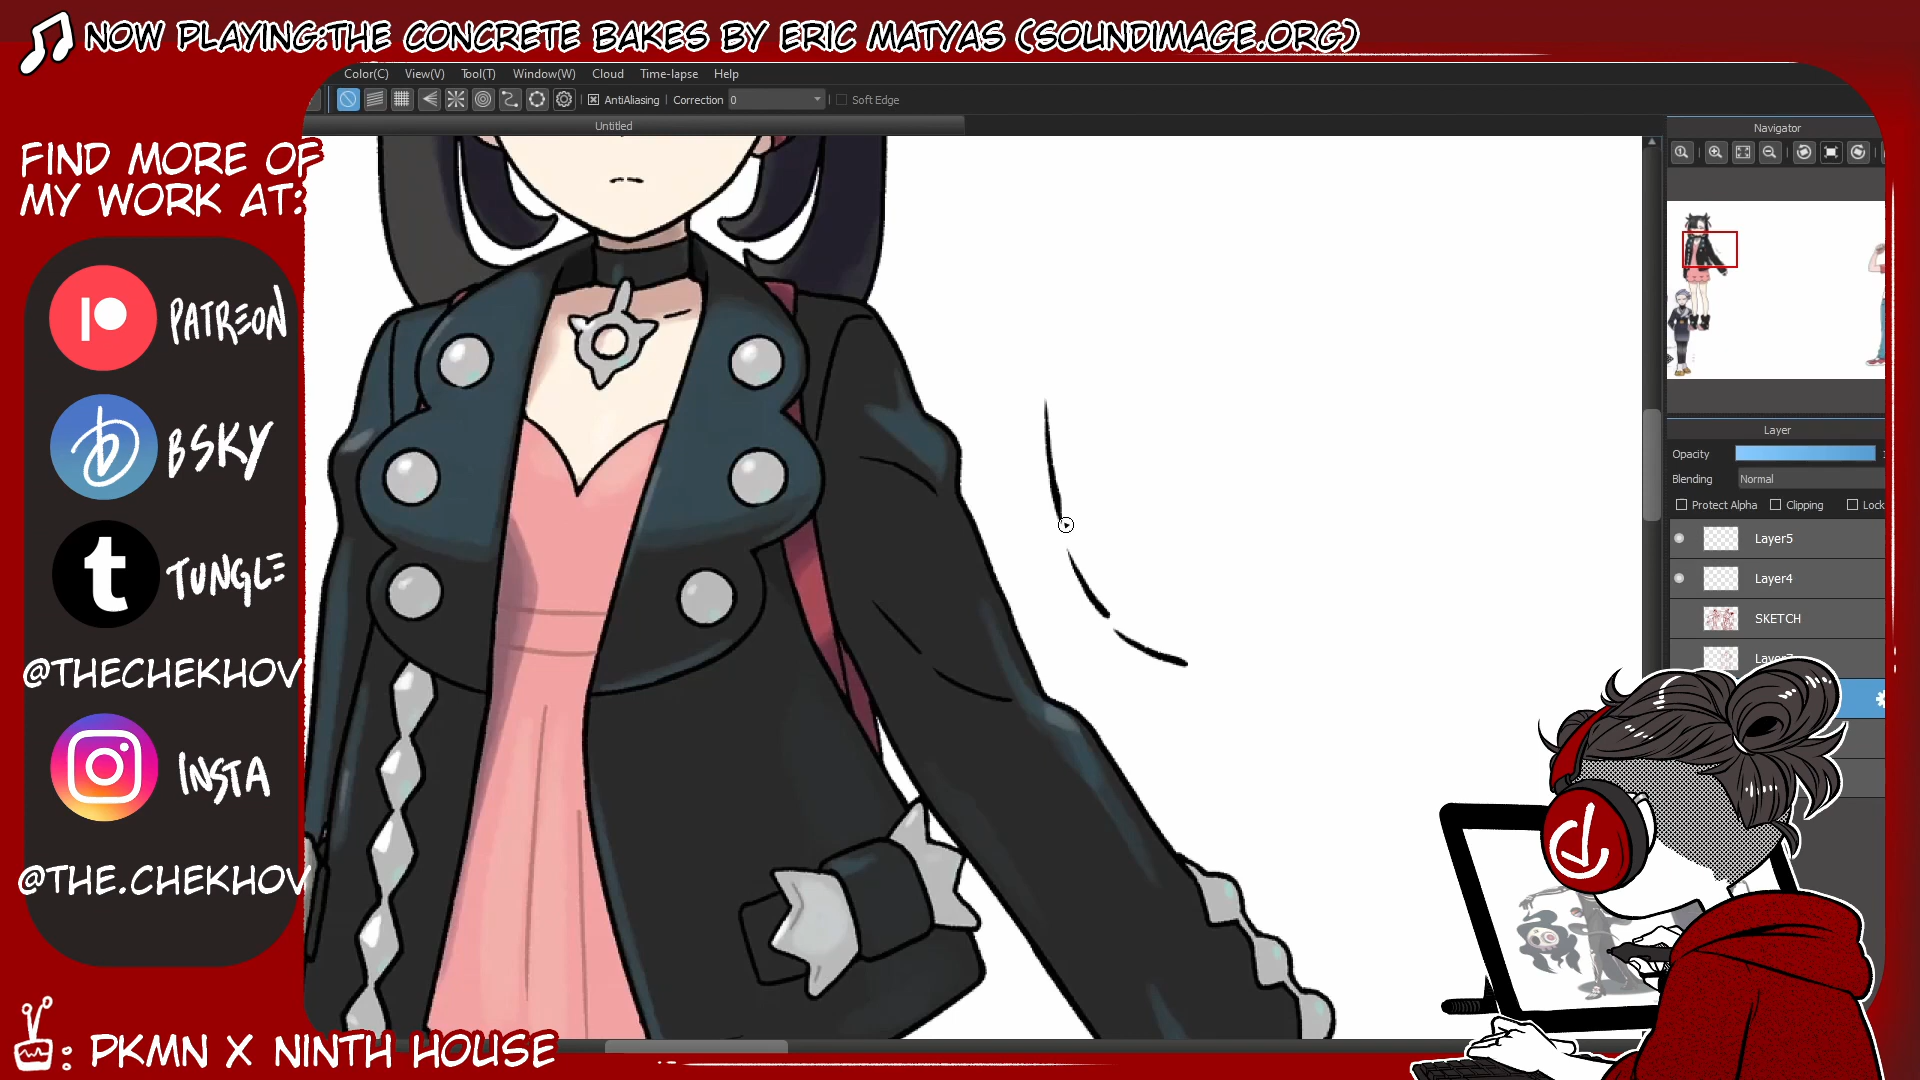 NOW PLAYING:THE CONCRETE BAKES BY ERIC MATYAS (SOUNDIMAGE.ORG)
Color(C) View(V) Tool(T) Window(W) Cloud Time-lapse Help
AntiAliasing Correction 0 Soft Edge
Untitled
Navigator
FIND MORE OF
MY WORK AT:
PATREON
BSKY
TUNGLE
@THECHEKHOV
INSTA
@THE.CHEKHOV
: PKMN X NINTH HOUSE
Layer
Opacity
Blending Normal
Protect Alpha Clipping Lock
Layer5
Layer4
SKETCH